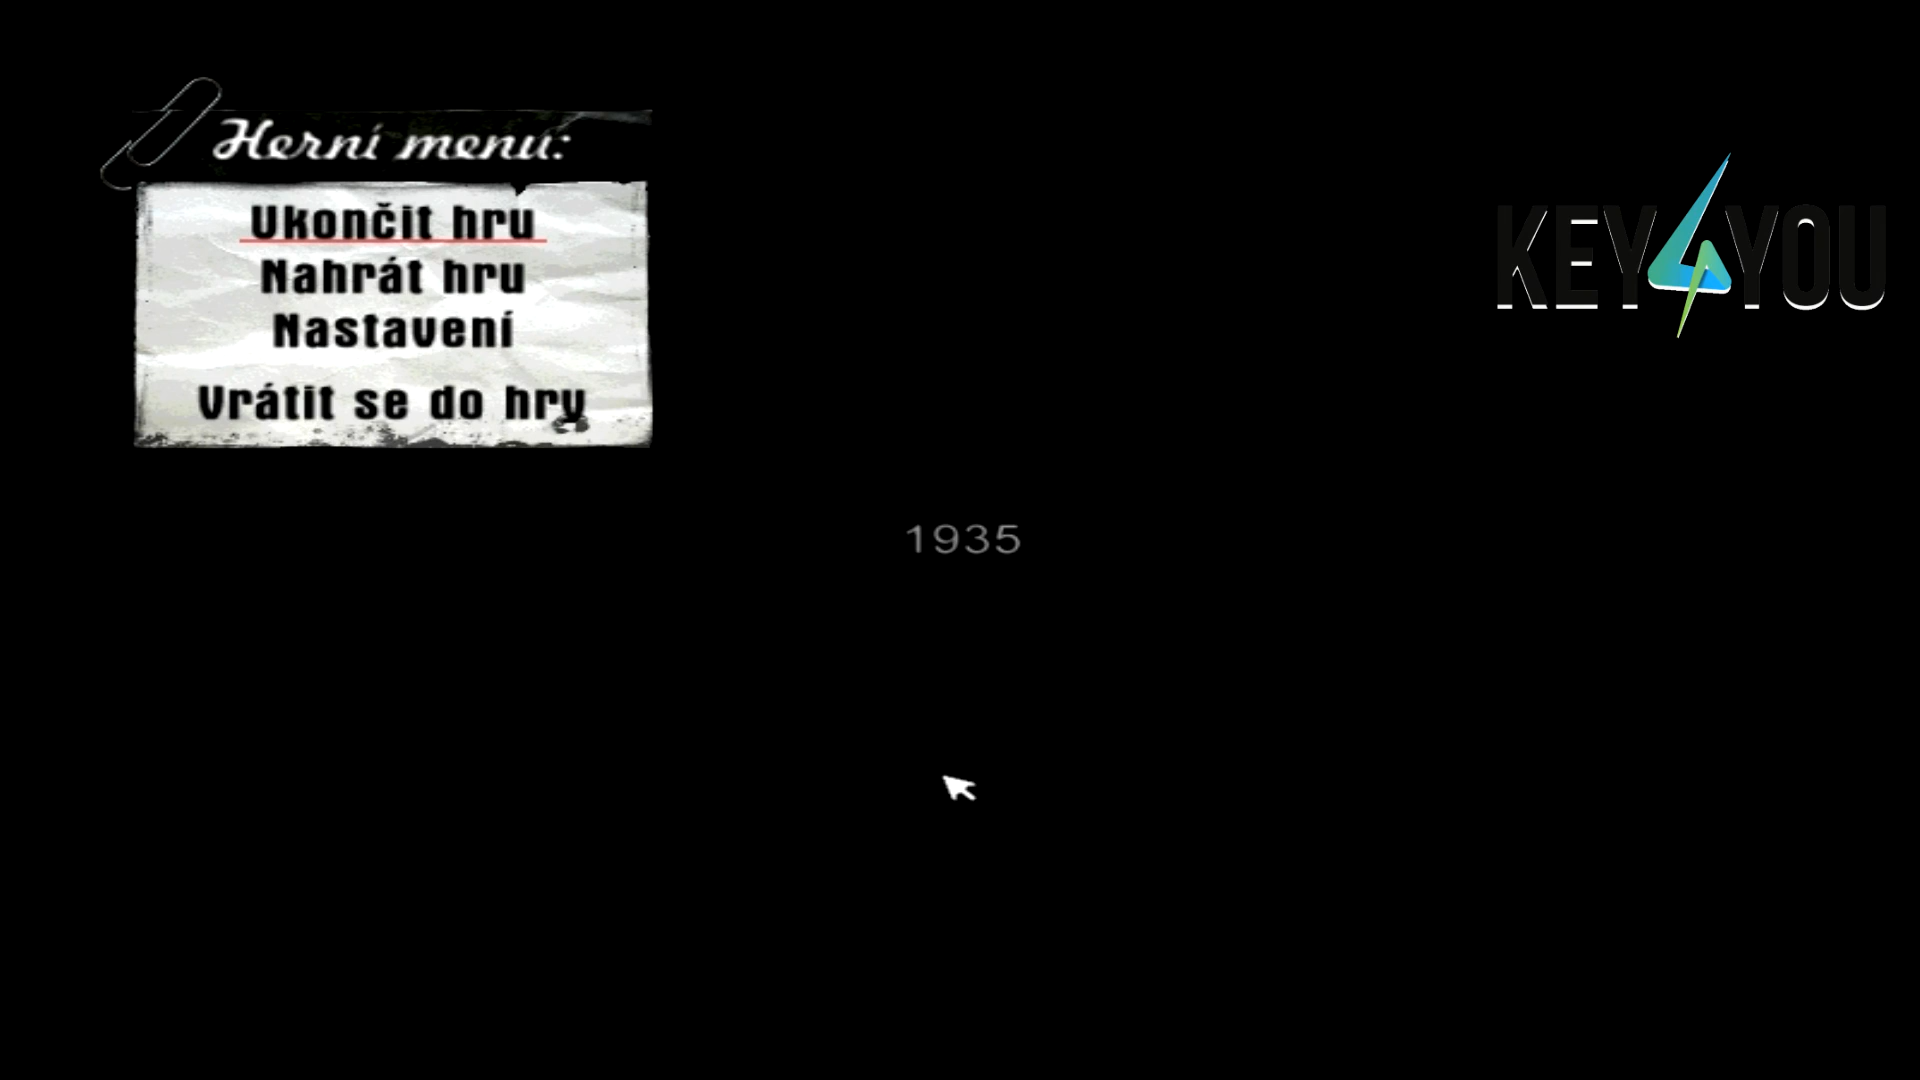 Herní menu:
Ukončit hru
Nahrát hru
Nastavení
Vrátit se do hry
KEY4YOU
1935